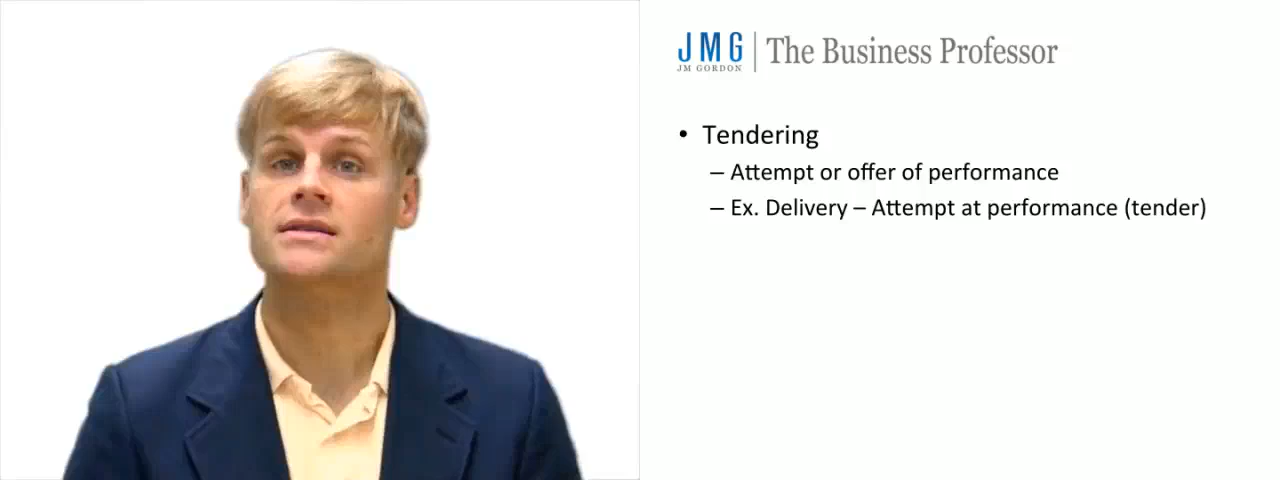 JMG
JM GORDON
The Business Professor
• Tendering
– Attempt or offer of performance
– Ex. Delivery – Attempt at performance (tender)